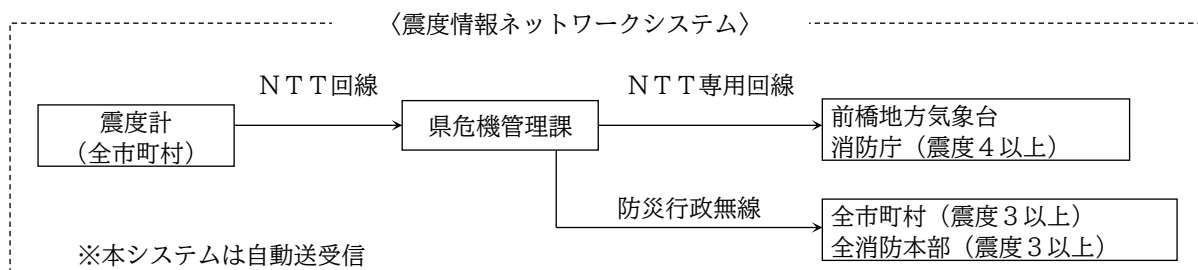 〈震度情報ネットワークシステム〉
ＮＴＴ回線
ＮＴＴ専用回線
震度計
（全市町村）
県危機管理課
前橋地方気象台
消防庁（震度４以上）
防災行政無線
全市町村（震度３以上）
全消防本部（震度３以上）
※本システムは自動送受信